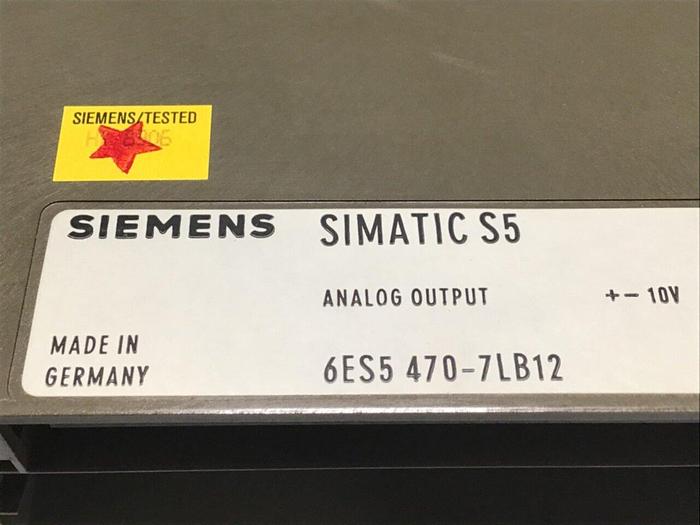 SIEMENS/TESTED
SIEMENS
SIMATIC S5
ANALOG OUTPUT +- 10V
MADE IN
GERMANY
6ES5 470-7LB12